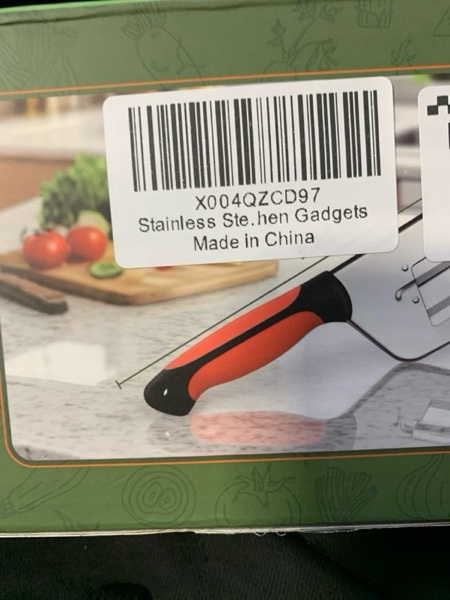 X004QZCD97
Stainless Ste.hen Gadgets
Made in China